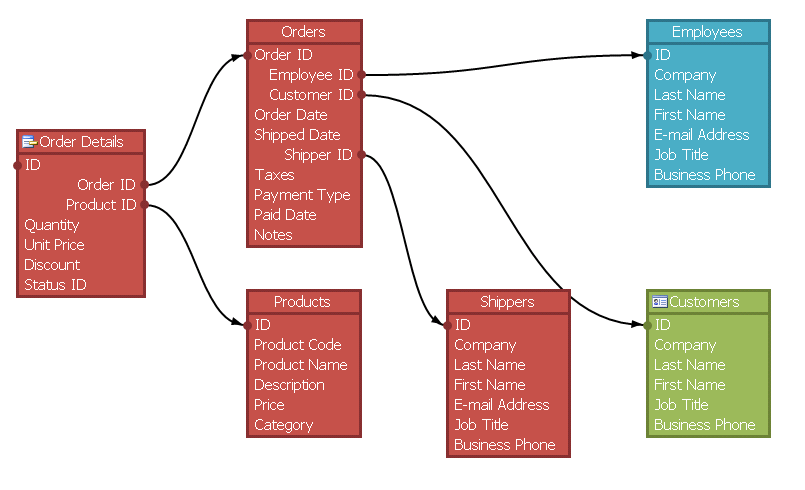 Orders
Order ID
Employee ID
Customer ID
Order Date
Shipped Date
Shipper ID
Taxes
Payment Type
Paid Date
Notes
Employees
ID
Company
Last Name
First Name
E-mail Address
Job Title
Business Phone
Order Details
ID
Order ID
Product ID
Quantity
Unit Price
Discount
Status ID
Products
ID
Product Code
Product Name
Description
Price
Category
Shippers
ID
Company
Last Name
First Name
E-mail Address
Job Title
Business Phone
Customers
ID
Company
Last Name
First Name
Job Title
Business Phone